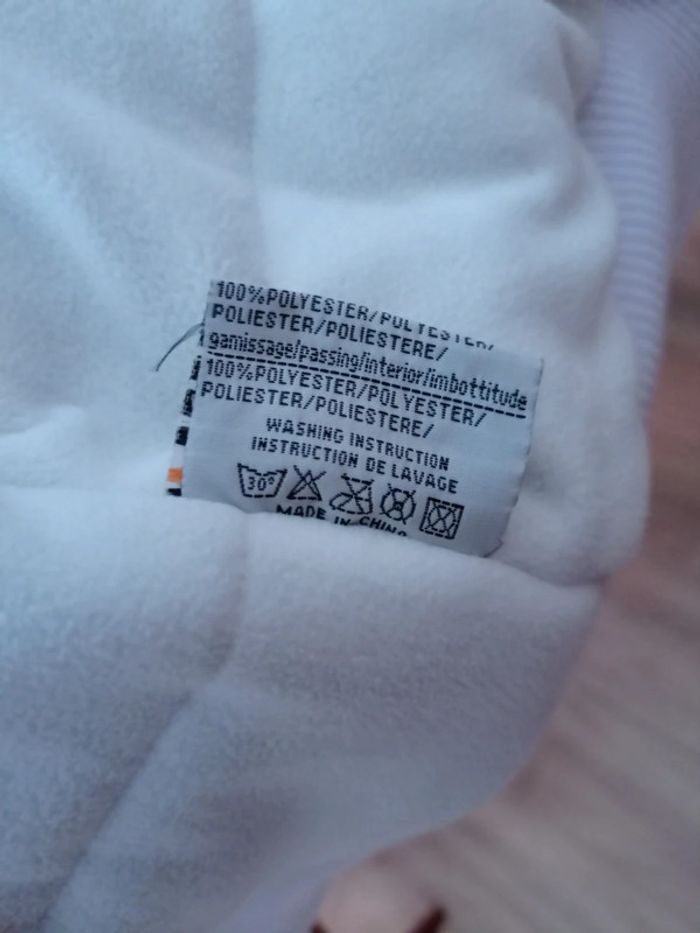 100%POLYESTER/POLYESTER/
POLIESTER/POLIESTERE/
gamissage/passing/interior/imbottitude
100%POLYESTER/POLYESTER/
POLIESTER/POLIESTERE/
WASHING INSTRUCTION
INSTRUCTION DE LAVAGE
30°
MADE IN CHINA